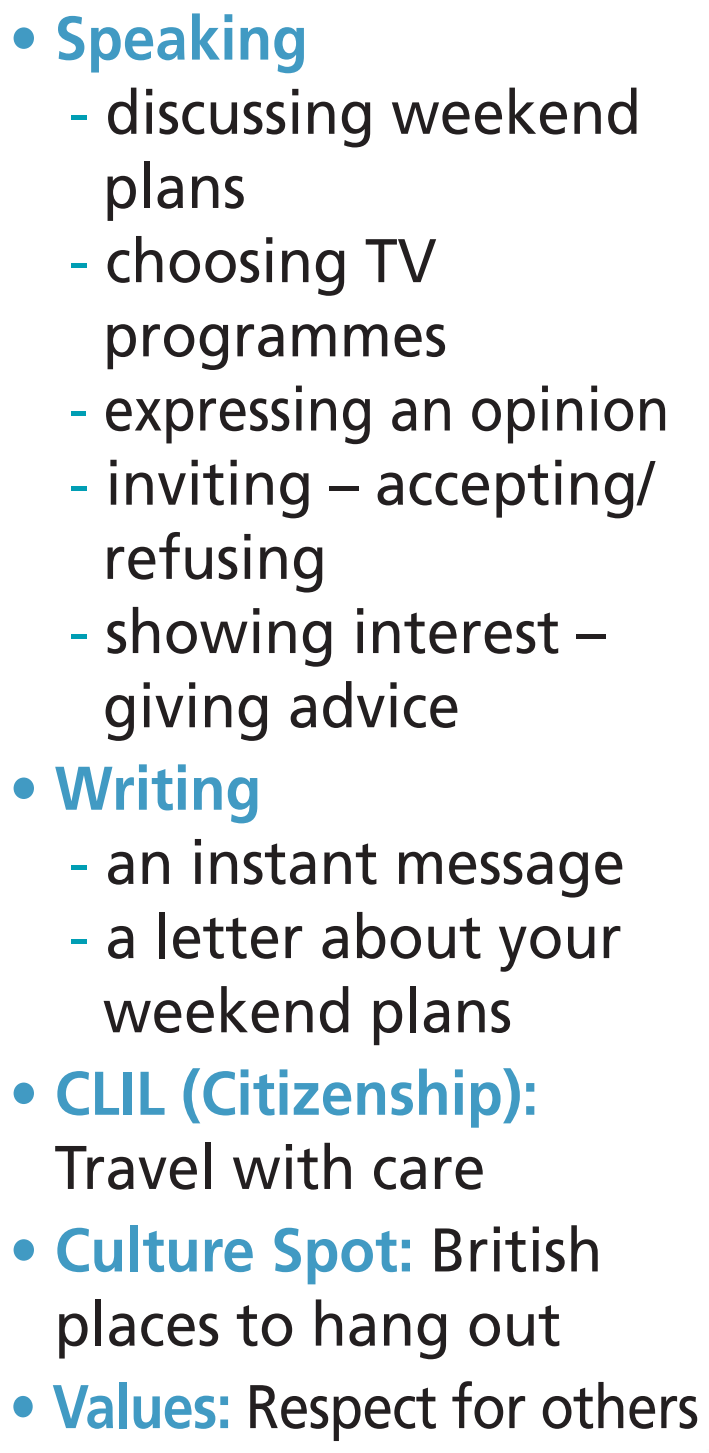 • Speaking
- discussing weekend
plans
- choosing TV
programmes
- expressing an opinion
- inviting – accepting/
refusing
- showing interest –
giving advice
• Writing
- an instant message
- a letter about your
weekend plans
• CLIL (Citizenship):
Travel with care
• Culture Spot: British
places to hang out
• Values: Respect for others